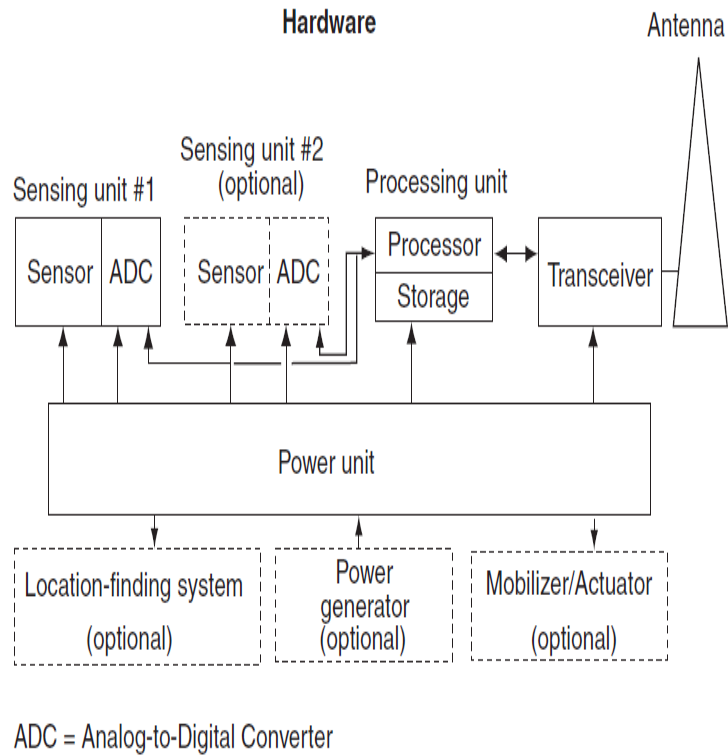 Hardware
Antenna
Sensing unit #1
Sensing unit #2
(optional)
Processing unit
Sensor
ADC
Sensor
ADC
Processor
Storage
Transceiver
Power unit
Location-finding system
(optional)
Power
generator
(optional)
Mobilizer/Actuator
(optional)
ADC = Analog-to-Digital Converter